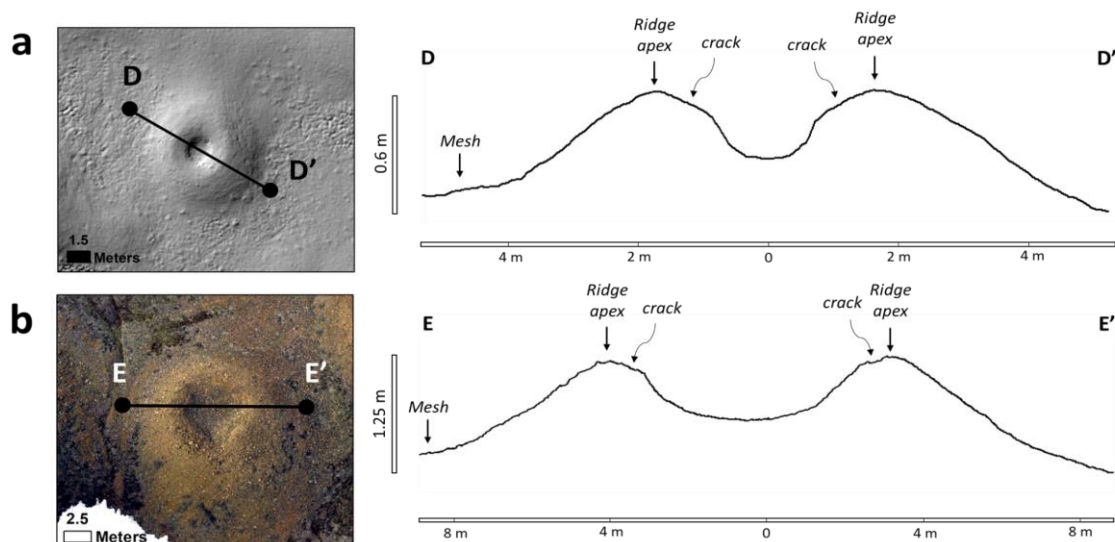 a
D
D'
1.5
Meters
0.6 m
D
Ridge
apex
crack
crack
Ridge
apex
D'
Mesh
4 m
2 m
0
2 m
4 m
b
E
E'
2.5
Meters
1.25 m
E
Ridge
apex
crack
crack
Ridge
apex
E'
Mesh
8 m
4 m
0
4 m
8 m